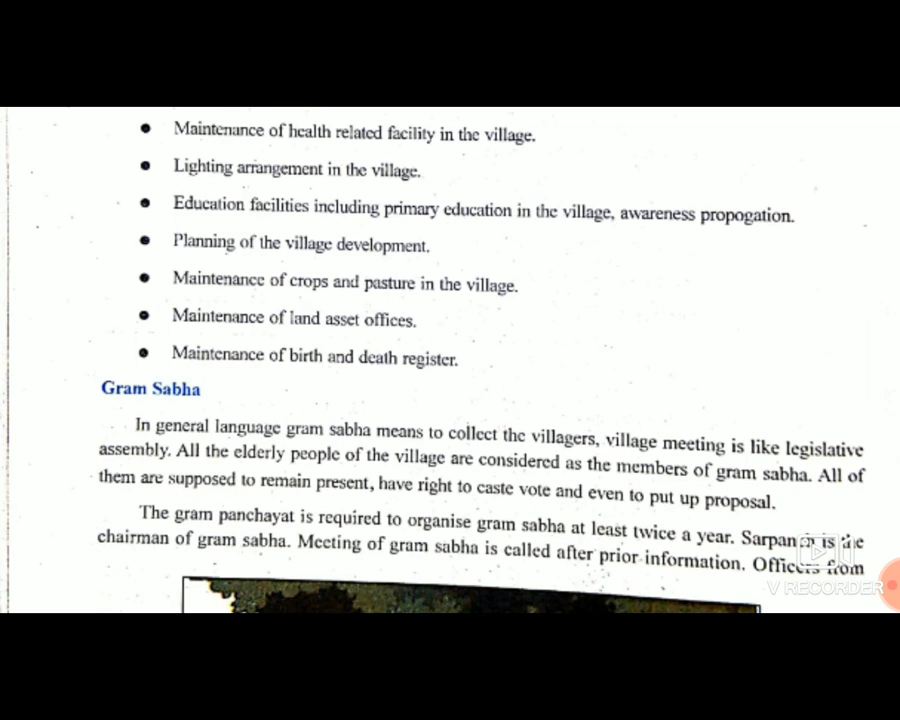 ● Maintenance of health related facility in the village.
● Lighting arrangement in the village.
● Education facilities including primary education in the village, awareness propogation.
● Planning of the village development.
● Maintenance of crops and pasture in the village.
● Maintenance of land asset offices.
● Maintenance of birth and death register.
Gram Sabha
In general language gram sabha means to collect the villagers, village meeting is like legislative
assembly. All the elderly people of the village are considered as the members of gram sabha. All of
them are supposed to remain present, have right to caste vote and even to put up proposal.
The gram panchayat is required to organise gram sabha at least twice a year. Sarpanch is the
chairman of gram sabha. Meeting of gram sabha is called after prior information. Officers from
V RECORDER